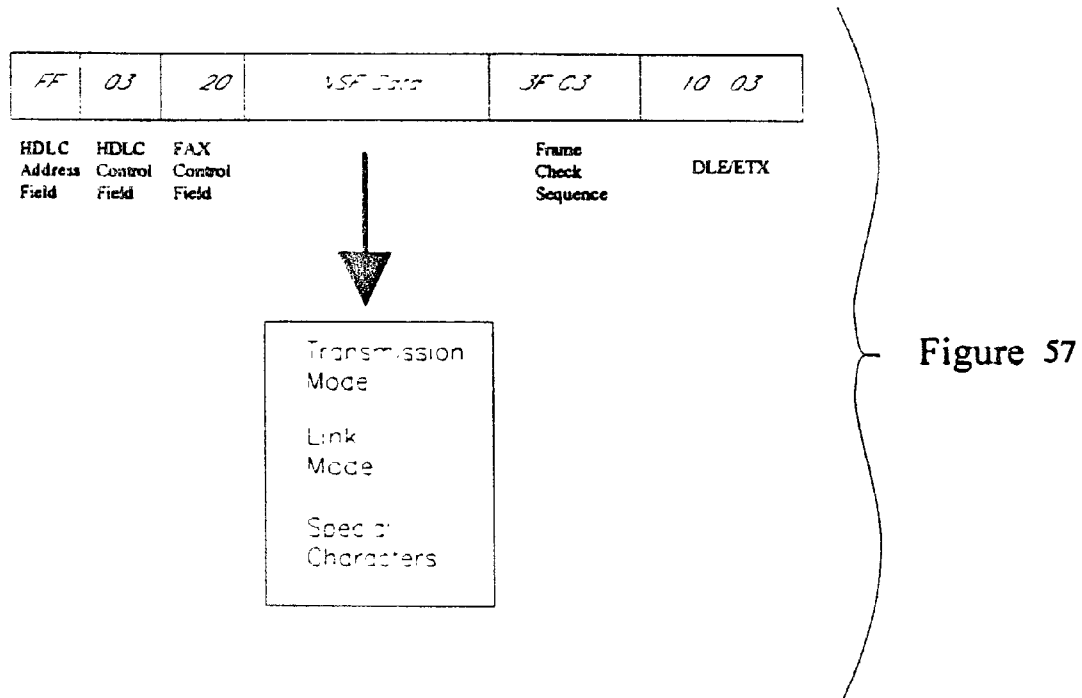 FF 03 20 NSF Data 3F C3 10 03
HDLC
Address
Field
HDLC
Control
Field
FAX
Control
Field
Frame
Check
Sequence
DLE/ETX
Transmission
Mode
Link
Mode
Special
Characters
Figure 57